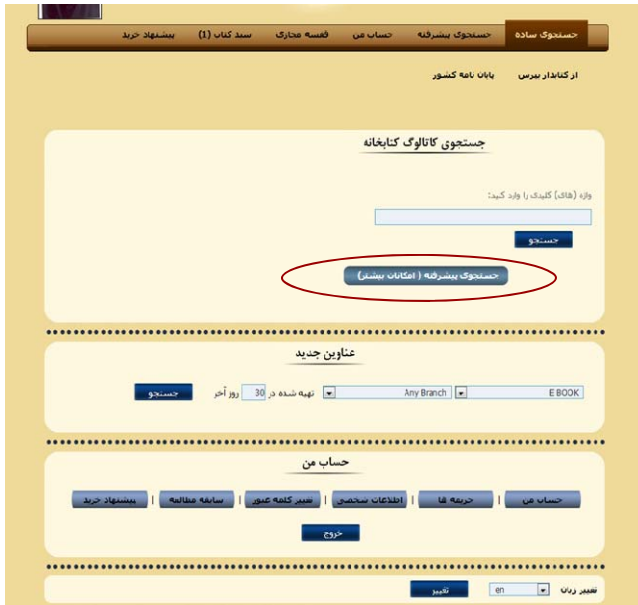 جستجوی ساده جستجوی پیشرفته حساب من قفسه مجازی سبد کتاب (1) پیشنهاد خرید
از کتابدار بپرس پایان نامه کشور
جستجوی کاتالوگ کتابخانه
واژه (های) کلیدی را وارد کنید:
جستجو
جستجوی پیشرفته ( امکانات بیشتر)
عناوین جدید
E BOOK Any Branch تهیه شده در 30 روز آخر جستجو
حساب من
حساب من | جریمه ها | اطلاعات شخصی | تغییر کلمه عبور | سابقه مطالعه | پیشنهاد خرید
خروج
تغییر زبان en تغییر